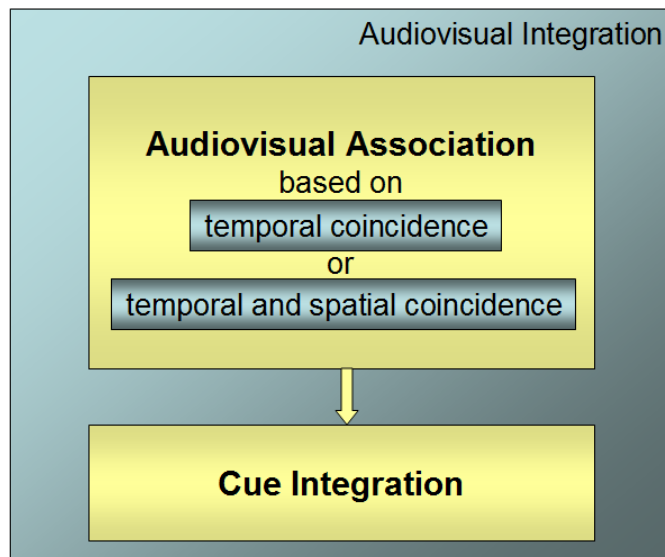 Audiovisual Integration
Audiovisual Association
based on
temporal coincidence
or
temporal and spatial coincidence
Cue Integration